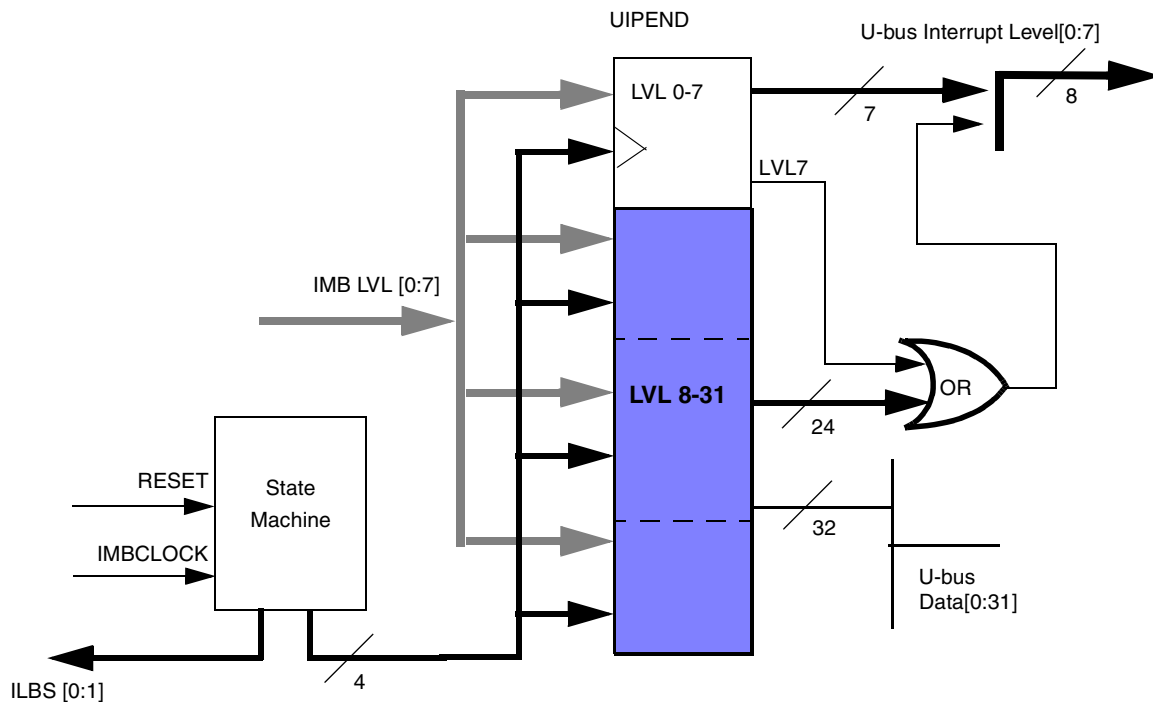 UIPEND
U-bus Interrupt Level[0:7]
LVL 0-7
7
8
LVL7
IMB LVL [0:7]
LVL 8-31
OR
24
RESET
State
Machine
32
IMBCLOCK
U-bus
Data[0:31]
4
ILBS [0:1]